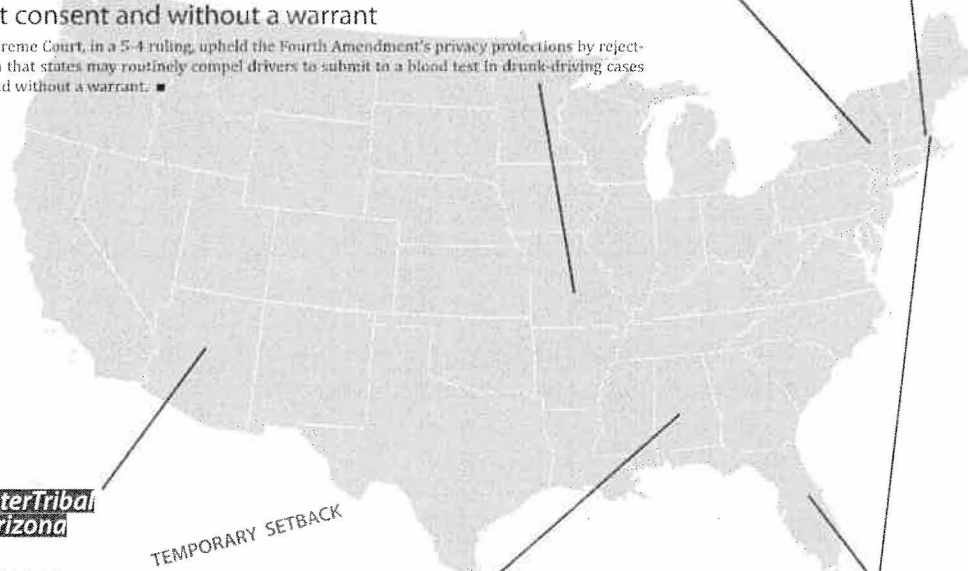 t consent and without a warrant
reme Court, in a 5-4 ruling, upheld the Fourth Amendment's privacy protections by reject-
that states may routinely compel drivers to submit to a blood test in drunk-driving cases
d without a warrant. ■
terTribal
rizona
TEMPORARY SETBACK